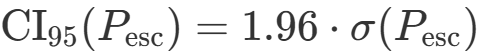 CI₉₅(P_esc) = 1.96 · σ(P_esc)